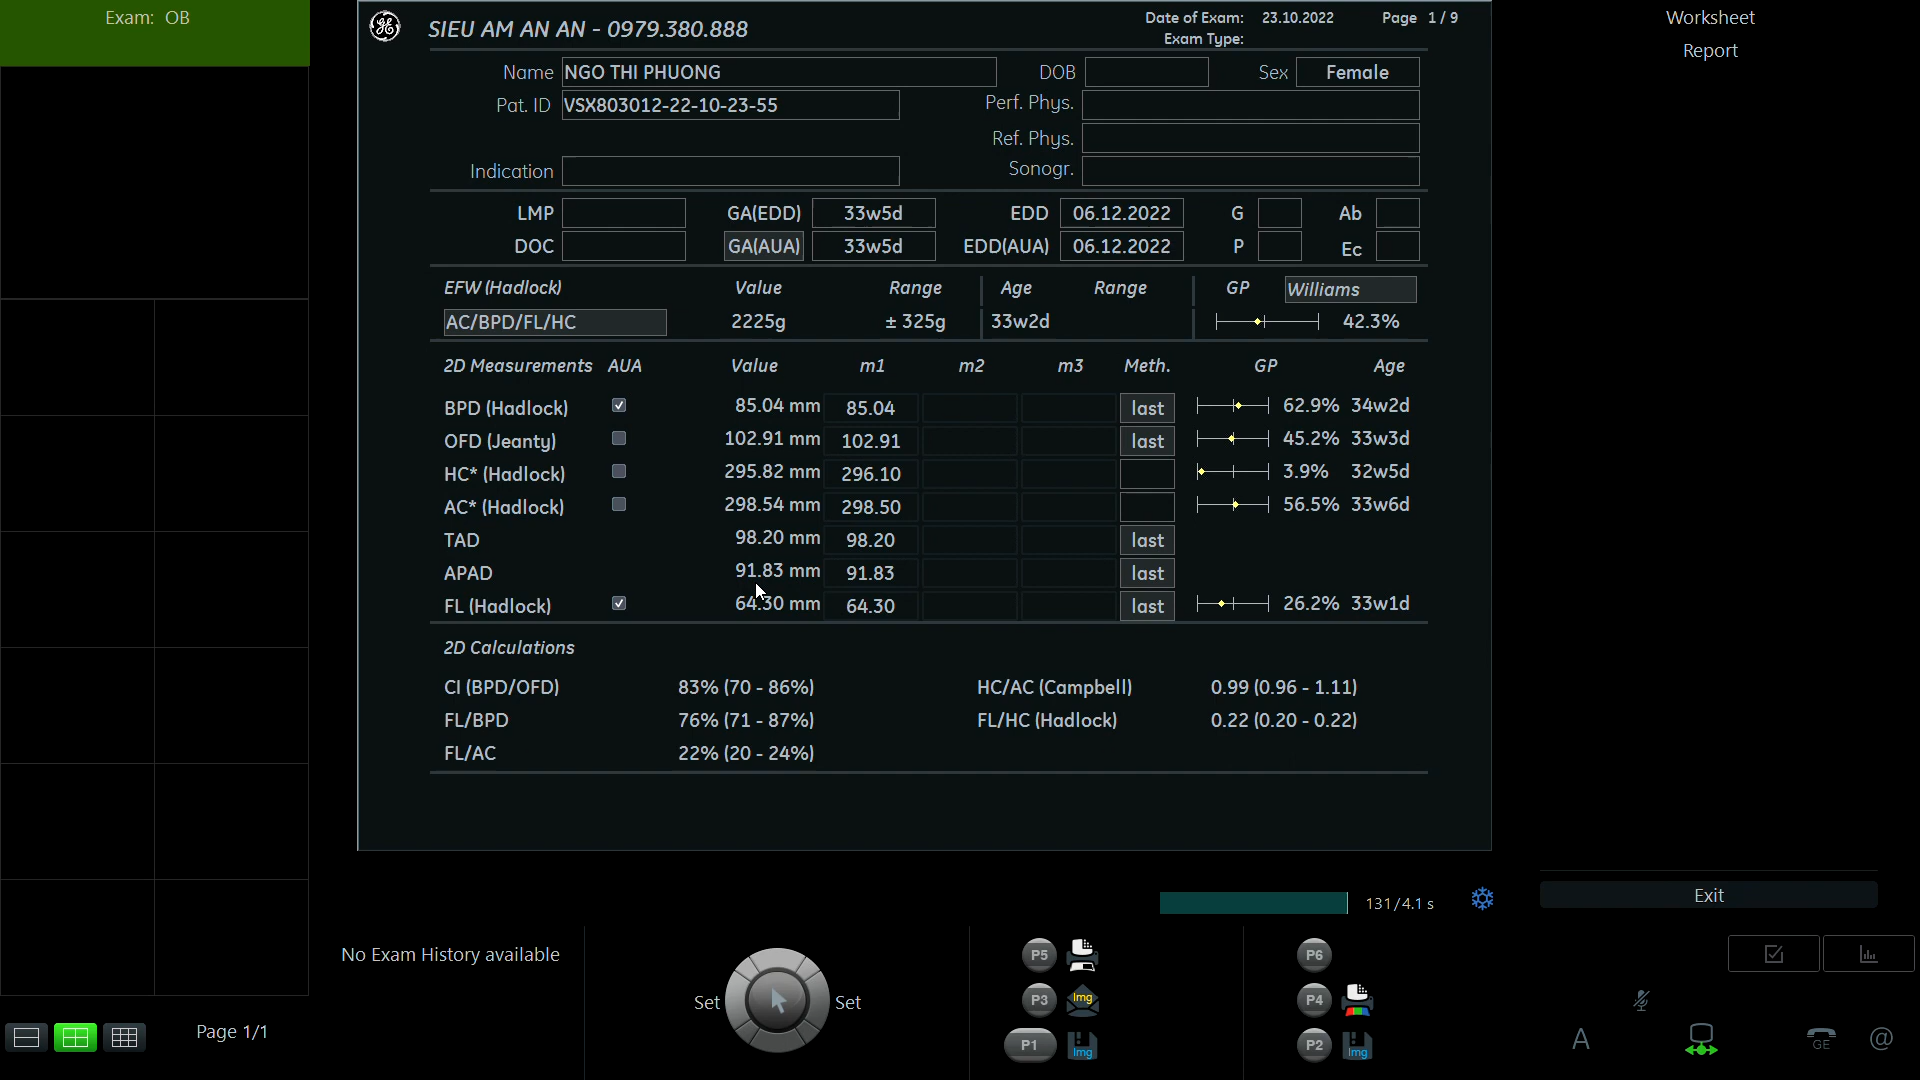 Exam: OB
SIEU AM AN AN - 0979.380.888
Date of Exam: 23.10.2022 Page 1 / 9
Exam Type:
Worksheet
Report
Name NGO THI PHUONG DOB Sex Female
Pat. ID VSX803012-22-10-23-55 Perf. Phys.
Ref. Phys.
Indication Sonogr.
LMP GA(EDD) 33w5d EDD 06.12.2022 G Ab
DOC GA(AUA) 33w5d EDD(AUA) 06.12.2022 P Ec
EFW (Hadlock) Value Range Age Range GP Williams
AC/BPD/FL/HC 2225g ± 325g 33w2d 42.3%
2D Measurements AUA Value m1 m2 m3 Meth. GP Age
BPD (Hadlock) 85.04 mm 85.04 last 62.9% 34w2d
OFD (Jeanty) 102.91 mm 102.91 last 45.2% 33w3d
HC* (Hadlock) 295.82 mm 296.10 3.9% 32w5d
AC* (Hadlock) 298.54 mm 298.50 56.5% 33w6d
TAD 98.20 mm 98.20 last
APAD 91.83 mm 91.83 last
FL (Hadlock) 64.30 mm 64.30 last 26.2% 33w1d
2D Calculations
CI (BPD/OFD) 83% (70 - 86%) HC/AC (Campbell) 0.99 (0.96 - 1.11)
FL/BPD 76% (71 - 87%) FL/HC (Hadlock) 0.22 (0.20 - 0.22)
FL/AC 22% (20 - 24%)
131/4.1 s
Exit
No Exam History available
Set Set
P5 P6
P3 Img P4
P1 Img P2 Img
Page 1/1
A GE @